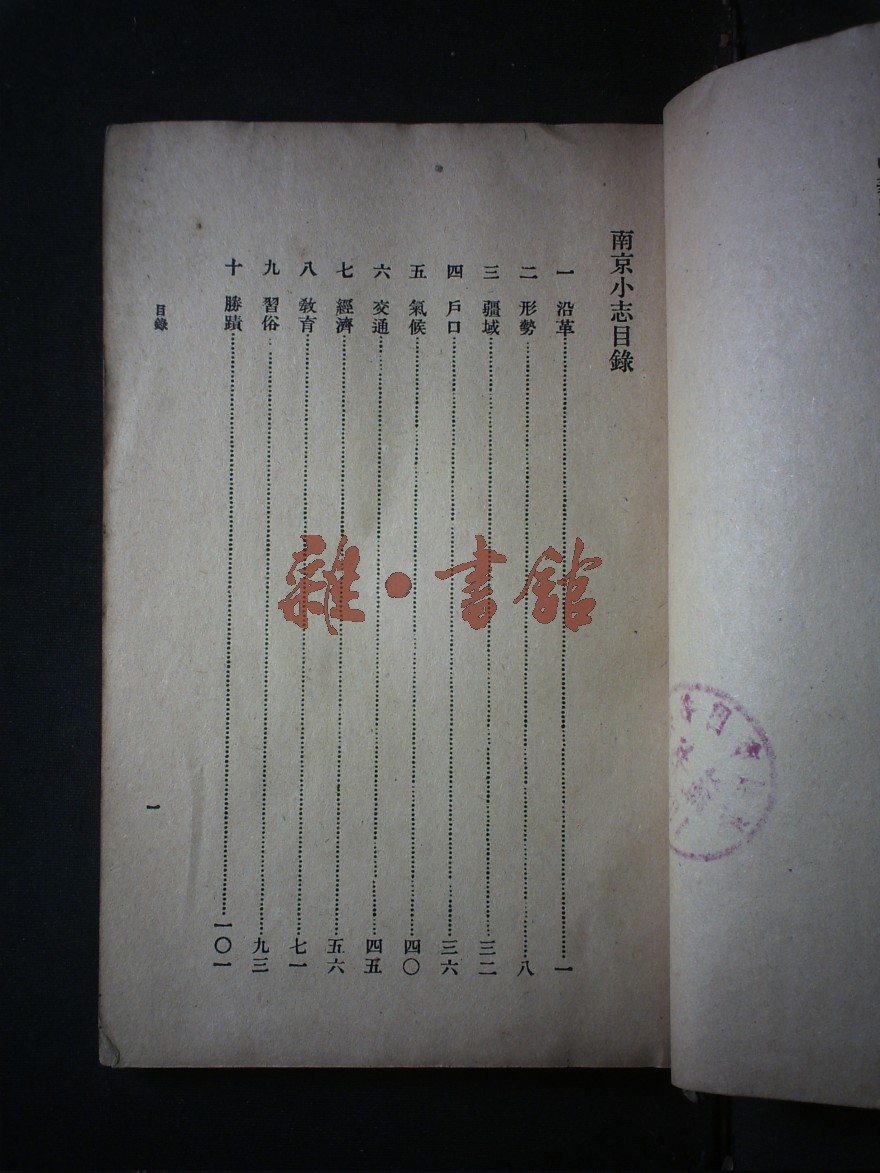 南京小志目錄
一 沿革……一
二 形勢……八
三 疆域……三二
四 戶口……三六
五 氣候……四〇
六 交通……四五
七 經濟……五六
八 教育……七一
九 習俗……九三
十 勝蹟……一〇一
目錄
一
雜·書館